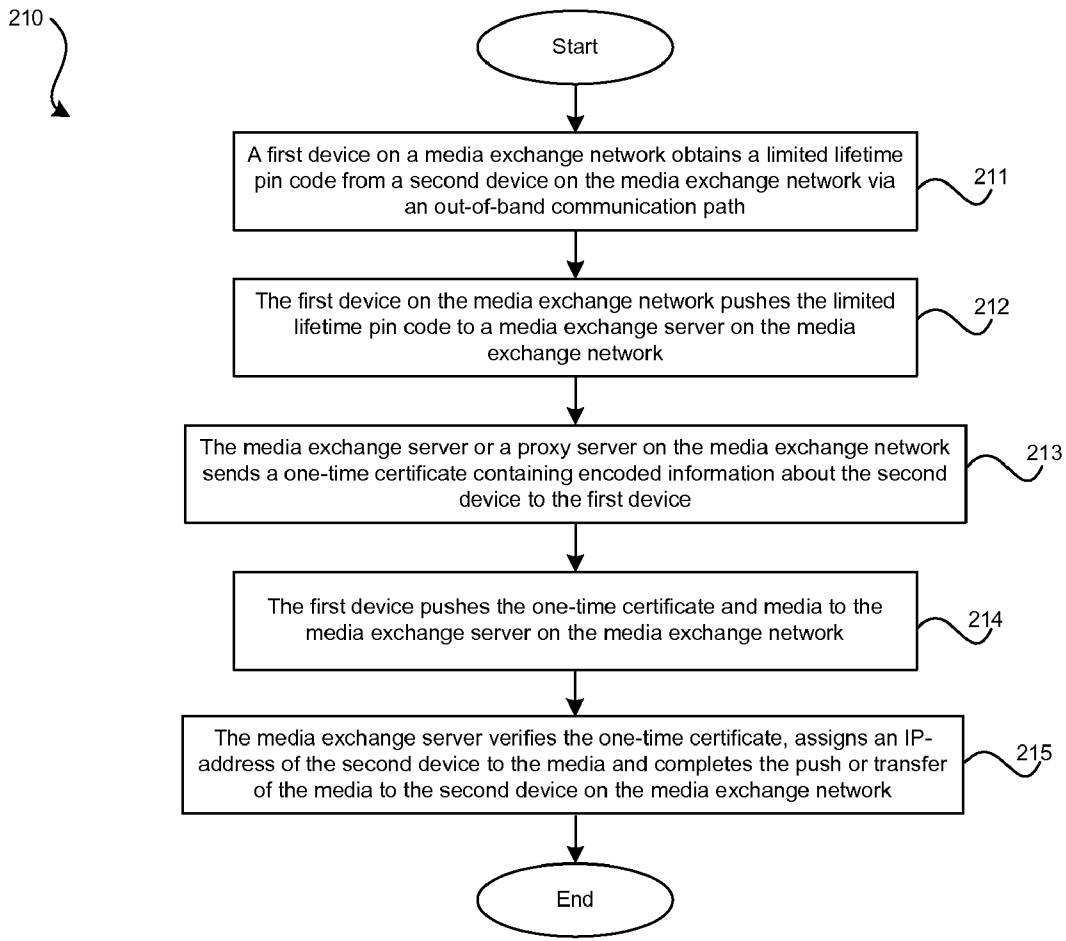 210
Start
A first device on a media exchange network obtains a limited lifetime
pin code from a second device on the media exchange network via
an out-of-band communication path
211
The first device on the media exchange network pushes the limited
lifetime pin code to a media exchange server on the media
exchange network
212
The media exchange server or a proxy server on the media exchange network
sends a one-time certificate containing encoded information about the second
device to the first device
213
The first device pushes the one-time certificate and media to the
media exchange server on the media exchange network
214
The media exchange server verifies the one-time certificate, assigns an IP-
address of the second device to the media and completes the push or transfer
of the media to the second device on the media exchange network
215
End